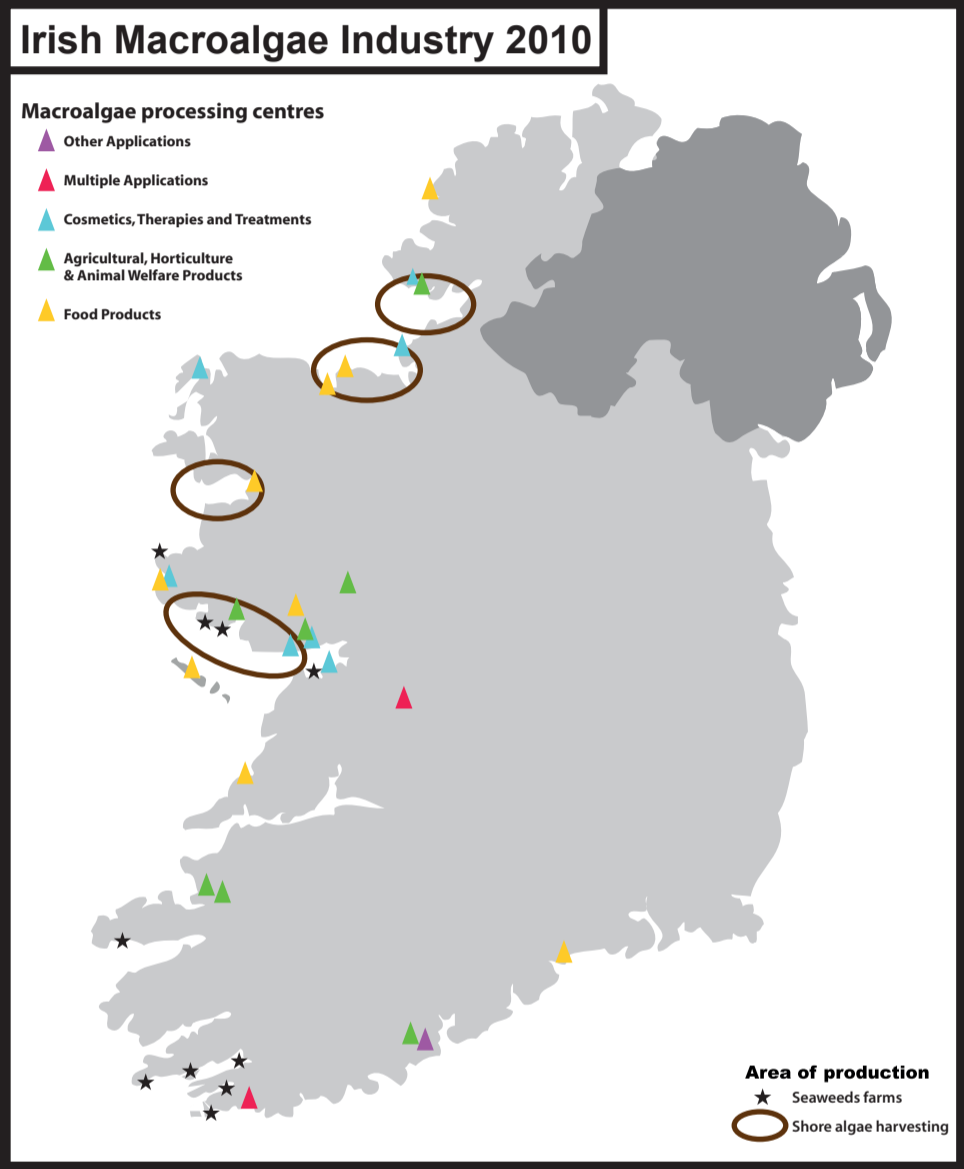 Irish Macroalgae Industry 2010
Macroalgae processing centres
Other Applications
Multiple Applications
Cosmetics, Therapies and Treatments
Agricultural, Horticulture
& Animal Welfare Products
Food Products
Area of production
Seaweeds farms
Shore algae harvesting